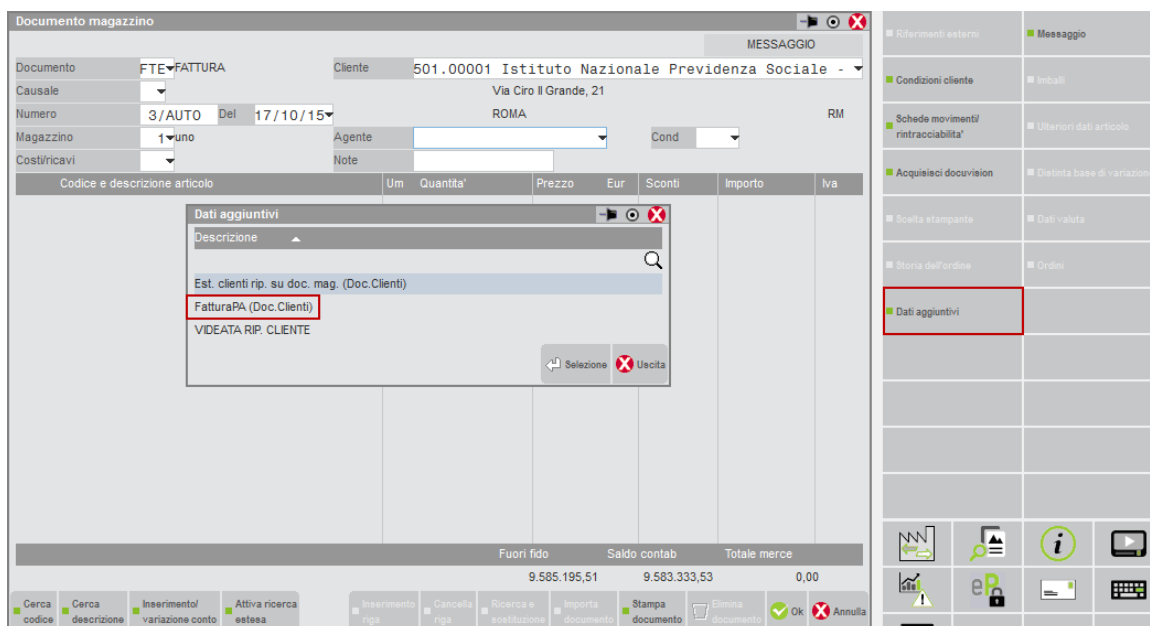 Documento magazzino
MESSAGGIO
Documento FTE FATTURA Cliente 501.00001 Istituto Nazionale Previdenza Sociale -
Causale Via Ciro Il Grande, 21
Numero 3/AUTO Del 17/10/15 ROMA RM
Magazzino 1 uno Agente Cond
Costi/ricavi Note
Codice e descrizione articolo Um Quantita' Prezzo Eur Sconti Importo Iva
Dati aggiuntivi
Descrizione
Est. clienti rip. su doc. mag. (Doc.Clienti)
FatturaPA (Doc.Clienti)
VIDEATA RIP. CLIENTE
Selezione Uscita
Fuori fido Saldo contab Totale merce
9.585.195,51 9.583.333,53 0,00
Cerca codice
Cerca descrizione
Inserimento/ variazione conto
Attiva ricerca estesa
Inserimento riga
Cancella riga
Ricerca e sostituzione
Importa documento
Stampa documento
Elimina documento
Ok
Annulla
Riferimenti esterni Messaggio
Condizioni cliente Imballi
Schede movimenti/ rintracciabilita' Ulteriori dati articolo
Acquisisci docuvision Distinta base di variazione
Scelta stampante Dati valuta
Storia dell'ordine Ordini
Dati aggiuntivi